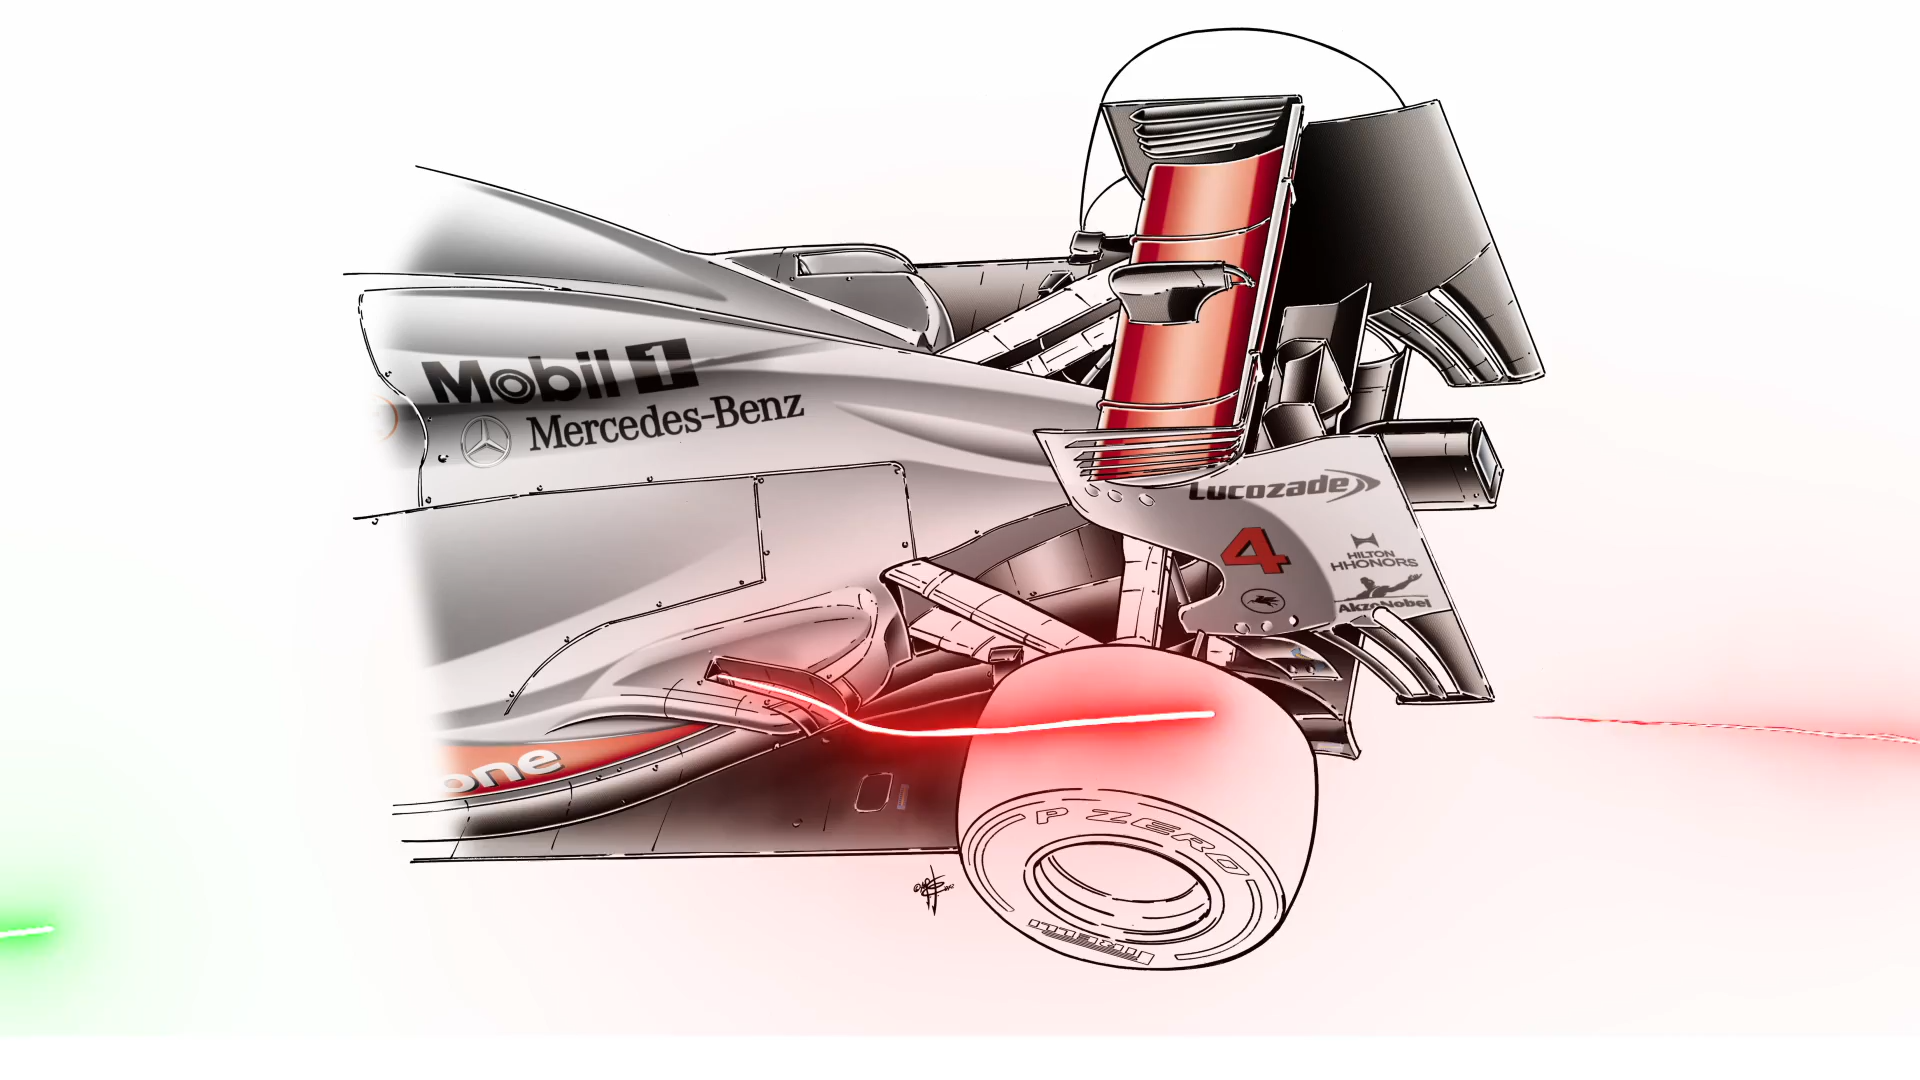 Mobil 1
Mercedes-Benz
Lucozade
4
HILTON
HHONORS
AkzoNobel
one
P ZERO
PIRELLI